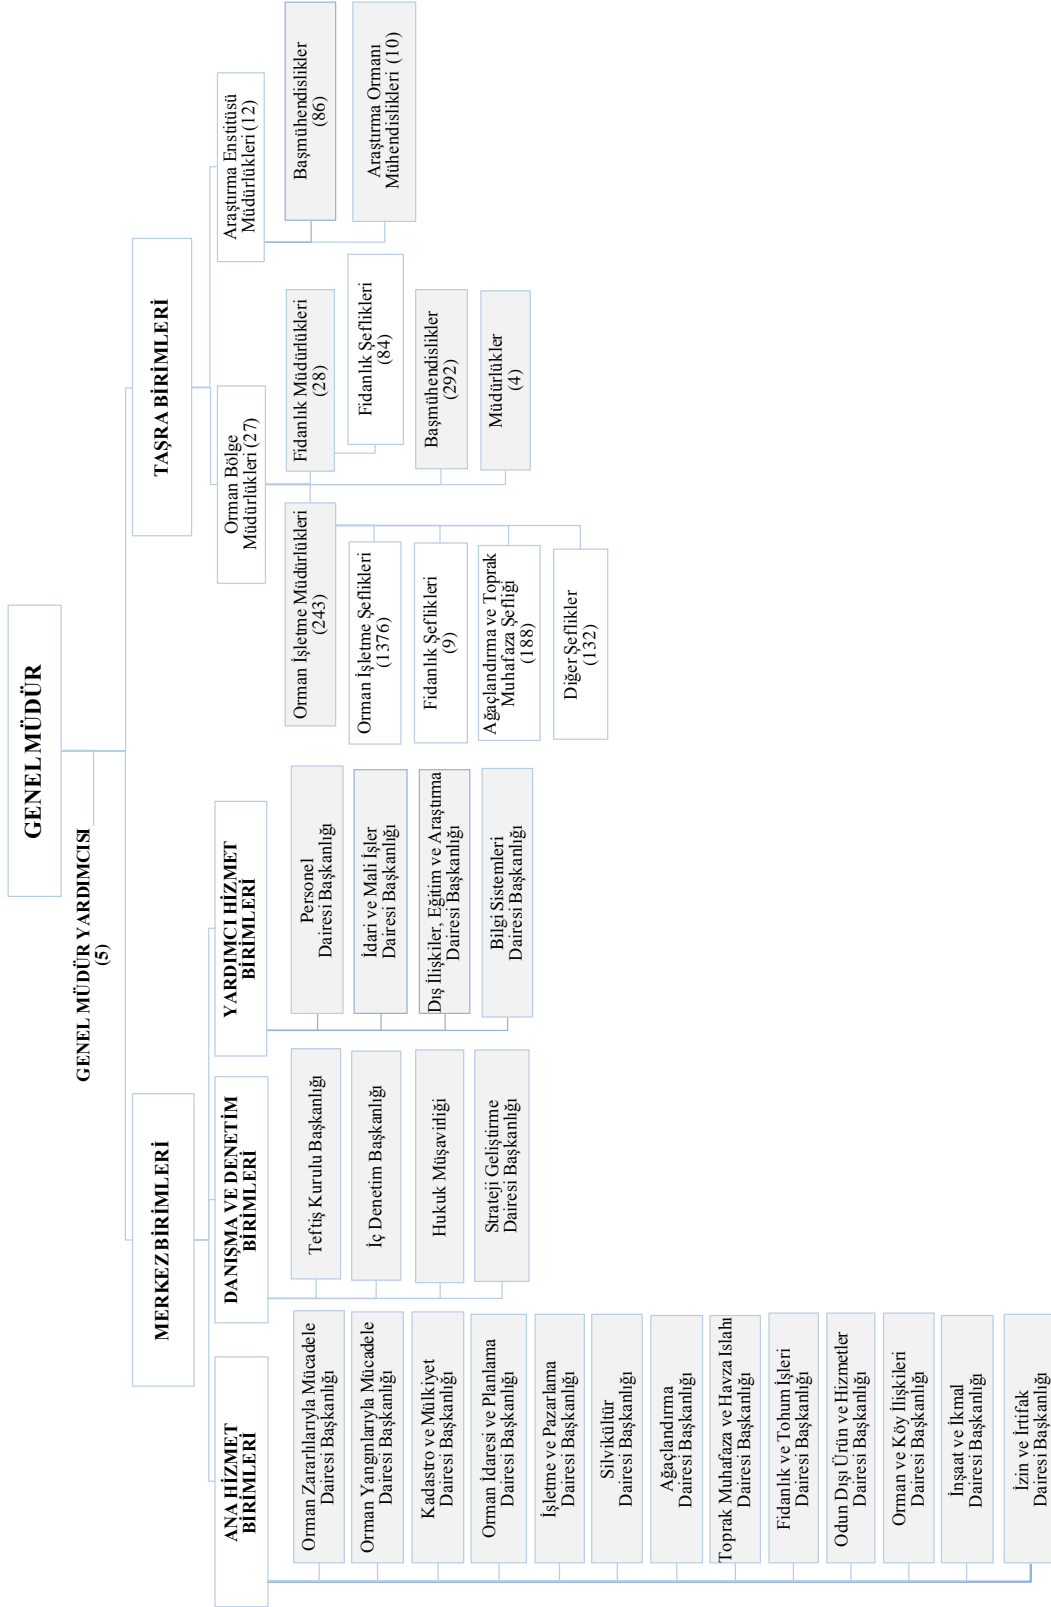 GENEL MÜDÜR
GENEL MÜDÜR YARDIMCISI
(5)
MERKEZ BİRİMLERİ
ANA HİZMET
BİRİMLERİ
Orman Zararlılarıyla Mücadele
Dairesi Başkanlığı
Orman Yangınlarıyla Mücadele
Dairesi Başkanlığı
Kadastro ve Mülkiyet
Dairesi Başkanlığı
Orman İdaresi ve Planlama
Dairesi Başkanlığı
İşletme ve Pazarlama
Dairesi Başkanlığı
Silvikültür
Dairesi Başkanlığı
Ağaçlandırma
Dairesi Başkanlığı
Toprak Muhafaza ve Havza Islahı
Dairesi Başkanlığı
Fidanlık ve Tohum İşleri
Dairesi Başkanlığı
Odun Dışı Ürün ve Hizmetler
Dairesi Başkanlığı
Orman ve Köy İlişkileri
Dairesi Başkanlığı
İnşaat ve İkmal
Dairesi Başkanlığı
İzin ve İrtifak
Dairesi Başkanlığı
DANIŞMA VE DENETİM
BİRİMLERİ
Teftiş Kurulu Başkanlığı
İç Denetim Başkanlığı
Hukuk Müşavirliği
Strateji Geliştirme
Dairesi Başkanlığı
YARDIMCI HİZMET
BİRİMLERİ
Personel
Dairesi Başkanlığı
İdari ve Mali İşler
Dairesi Başkanlığı
Dış İlişkiler, Eğitim ve Araştırma
Dairesi Başkanlığı
Bilgi Sistemleri
Dairesi Başkanlığı
TAŞRA BİRİMLERİ
Orman Bölge
Müdürlükleri (27)
Orman İşletme Müdürlükleri
(243)
Orman İşletme Şeflikleri
(1376)
Fidanlık Şeflikleri
(9)
Ağaçlandırma ve Toprak
Muhafaza Şefliği
(188)
Diğer Şeflikler
(132)
Fidanlık Müdürlükleri
(28)
Fidanlık Şeflikleri
(84)
Başmühendislikler
(292)
Müdürlükler
(4)
Araştırma Enstitüsü
Müdürlükleri (12)
Başmühendislikler
(86)
Araştırma Ormanı
Mühendislikleri (10)